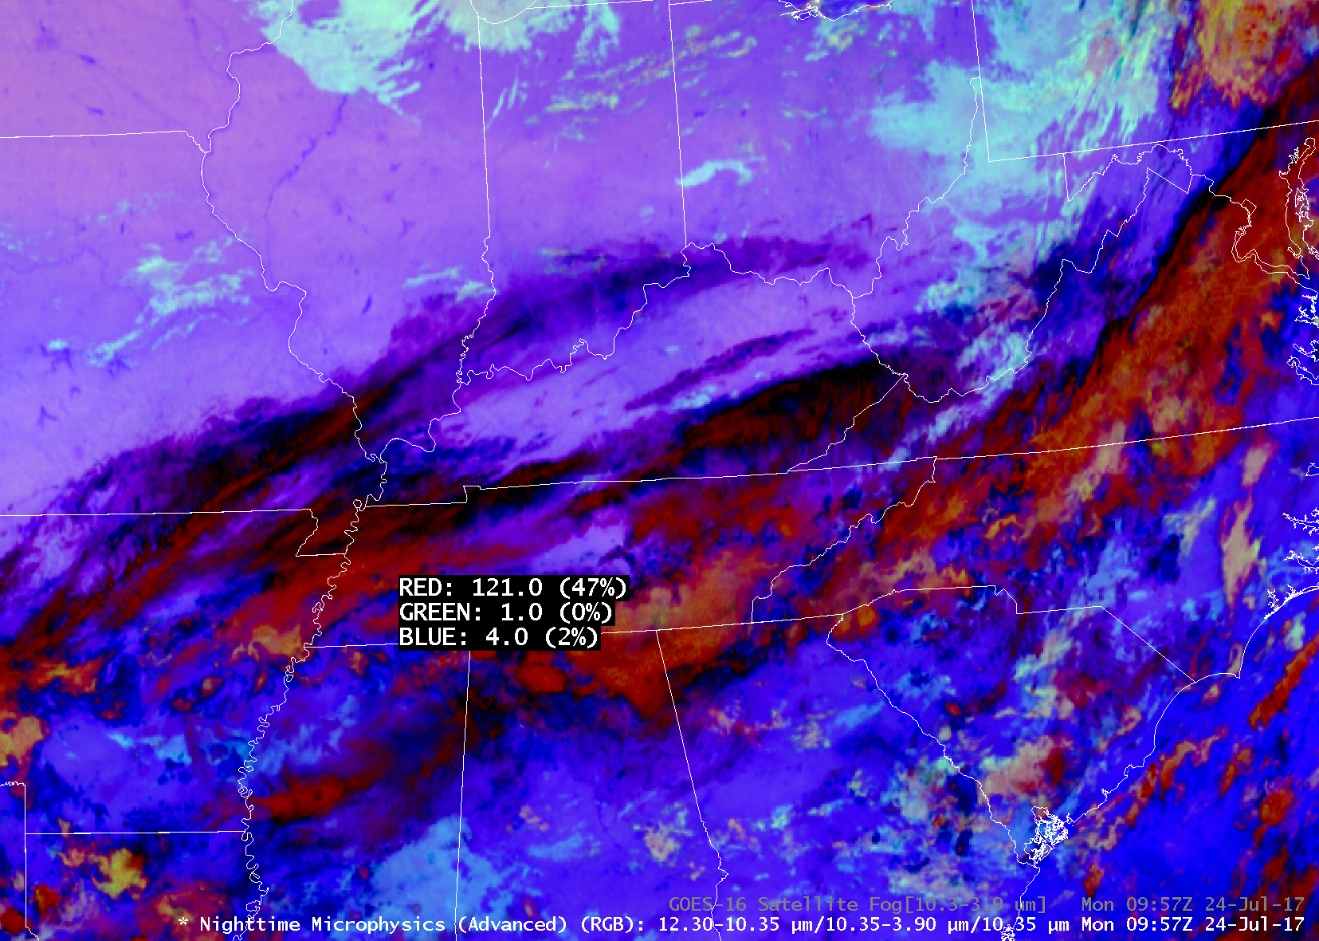 RED: 121.0 (47%)
GREEN: 1.0 (0%)
BLUE: 4.0 (2%)
GOES-16 Satellite Fog[10.3-3.9 um] Mon 09:57Z 24-Jul-17
* Nighttime Microphysics (Advanced) (RGB): 12.30-10.35 µm/10.35-3.90 µm/10.35 µm Mon 09:57Z 24-Jul-17